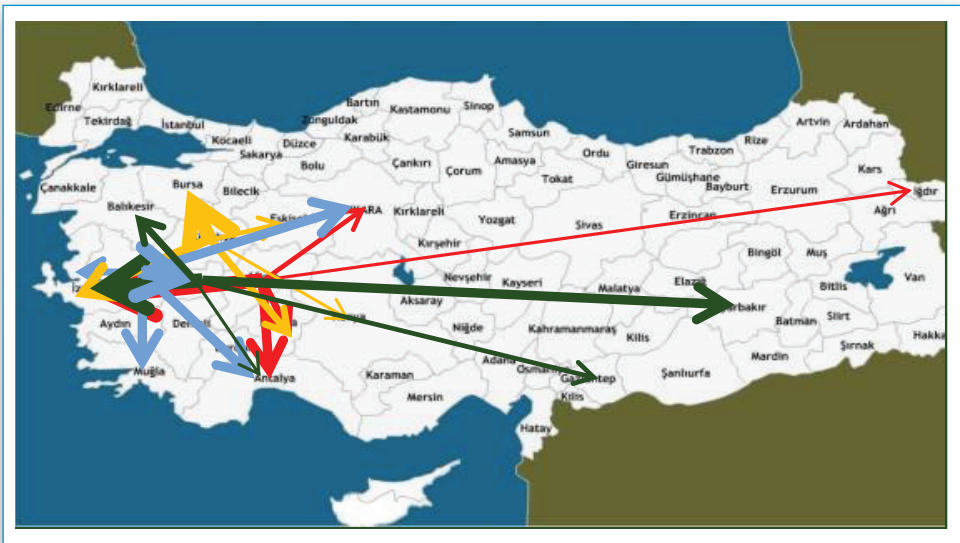 Kırklareli
Edirne
Tekirdağ
İstanbul
Kocaeli
Sakarya
Düzce
Zonguldak
Bartın
Karabük
Kastamonu
Sinop
Bolu
Çankırı
Çorum
Samsun
Amasya
Tokat
Ordu
Giresun
Gümüşhane
Trabzon
Bayburt
Rize
Artvin
Ardahan
Kars
Erzurum
Iğdır
Ağrı
Çanakkale
Balıkesir
Bursa
Bilecik
Kırklareli
Yozgat
Sivas
Erzincan
Kırşehir
Bingöl
Muş
Nevşehir
Kayseri
Malatya
Elazığ
Bitlis
Van
Aksaray
Batman
Siirt
Aydın
Niğde
Kahramanmaraş
Kilis
Şırnak
Hakka
Mardin
Muğla
Antalya
Karaman
Adana
Gaziantep
Şanlıurfa
Mersin
Kilis
Hatay